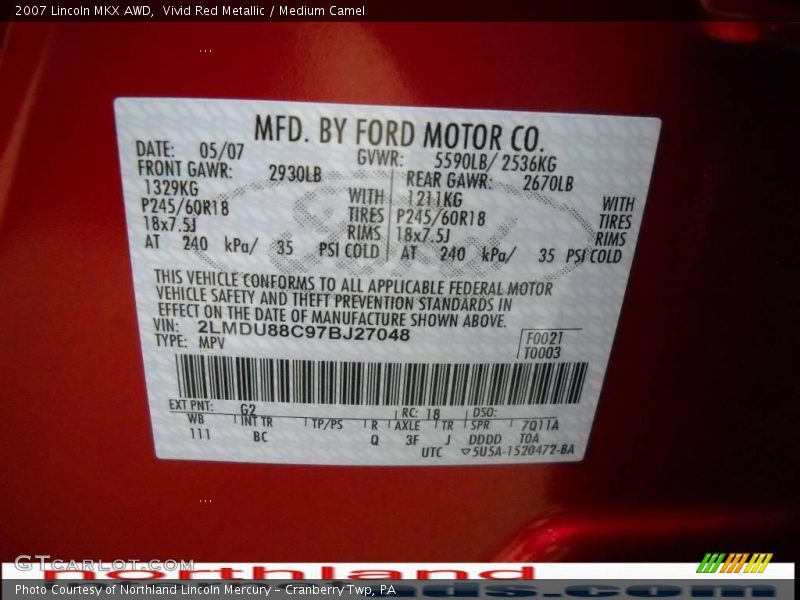 2007 Lincoln MKX AWD,  Vivid Red Metallic / Medium Camel
MFD. BY FORD MOTOR CO.
DATE: 05/07 GVWR: 5590LB/ 2536KG
FRONT GAWR: 2930LB REAR GAWR: 2670LB
1329KG WITH 1211KG WITH
P245/60R18 TIRES P245/60R18 TIRES
18x7.5J RIMS 18x7.5J RIMS
AT 240 kPa/ 35 PSI COLD AT 240 kPa/ 35 PSI COLD
THIS VEHICLE CONFORMS TO ALL APPLICABLE FEDERAL MOTOR
VEHICLE SAFETY AND THEFT PREVENTION STANDARDS IN
EFFECT ON THE DATE OF MANUFACTURE SHOWN ABOVE.
VIN: 2LMDU88C97BJ27048
TYPE: MPV
F0021
T0003
EXT PNT: G2 RC: 18 DSO:
WB INT TR TP/PS R AXLE TR SPR 7Q11A
111 BC Q 3F J DDDD T0A
UTC ▽5U5A-1520472-BA
GTCARLOT.COM
northland
Photo Courtesy of Northland Lincoln Mercury - Cranberry Twp, PA